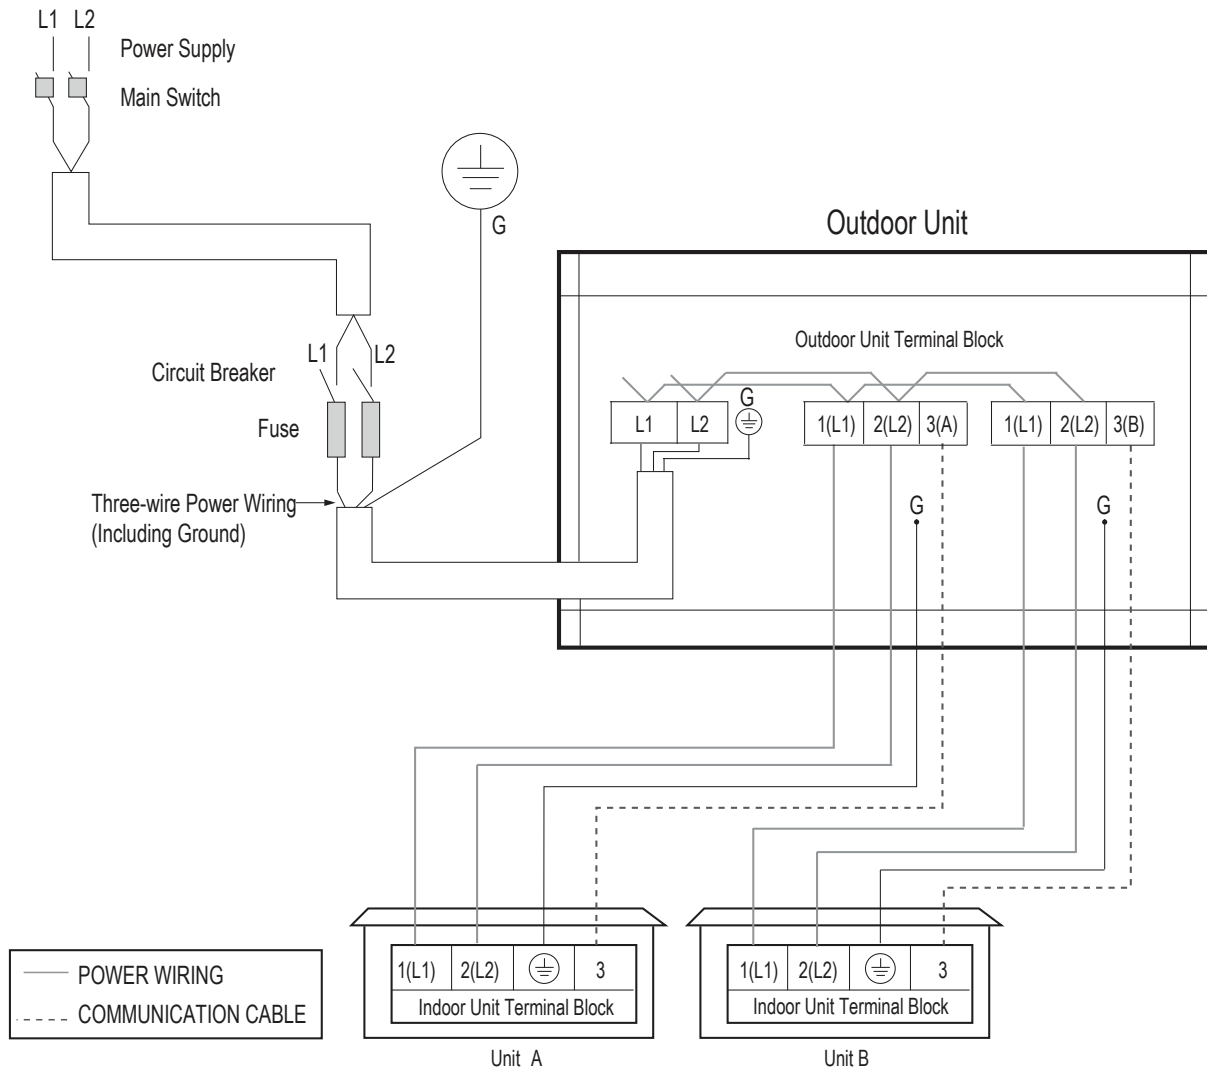 L1 L2
Power Supply
Main Switch
G
Outdoor Unit
Outdoor Unit Terminal Block
L1 L2
Circuit Breaker
Fuse
G
L1 L2
1(L1) 2(L2) 3(A)
1(L1) 2(L2) 3(B)
Three-wire Power Wiring
(Including Ground)
G
G
1(L1) 2(L2) 3
Indoor Unit Terminal Block
Unit A
1(L1) 2(L2) 3
Indoor Unit Terminal Block
Unit B
POWER WIRING
COMMUNICATION CABLE